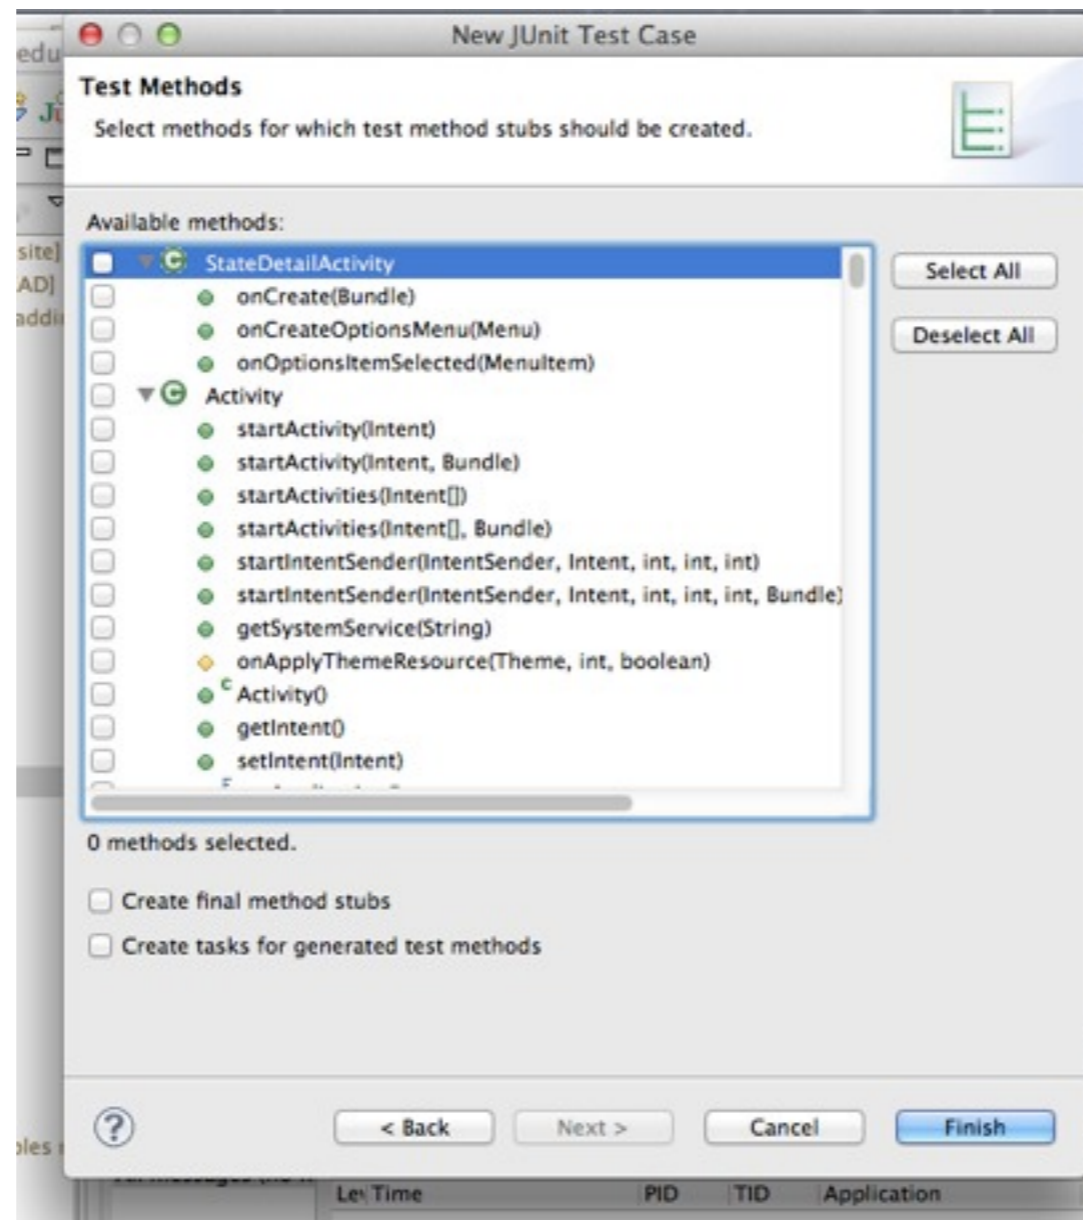 New JUnit Test Case
edu
Test Methods
Select methods for which test method stubs should be created.
Available methods:
site]
AD]
StateDetailActivity
onCreate(Bundle)
onCreateOptionsMenu(Menu)
onOptionsItemSelected(MenuItem)
Activity
startActivity(Intent)
startActivity(Intent, Bundle)
startActivities(Intent[])
startActivities(Intent[], Bundle)
startIntentSender(IntentSender, Intent, int, int, int)
startIntentSender(IntentSender, Intent, int, int, int, Bundle)
getSystemService(String)
onApplyThemeResource(Theme, int, boolean)
C Activity()
getIntent()
setIntent(Intent)
Select All
Deselect All
0 methods selected.
Create final method stubs
Create tasks for generated test methods
?
< Back Next > Cancel Finish
Time PID TID Application